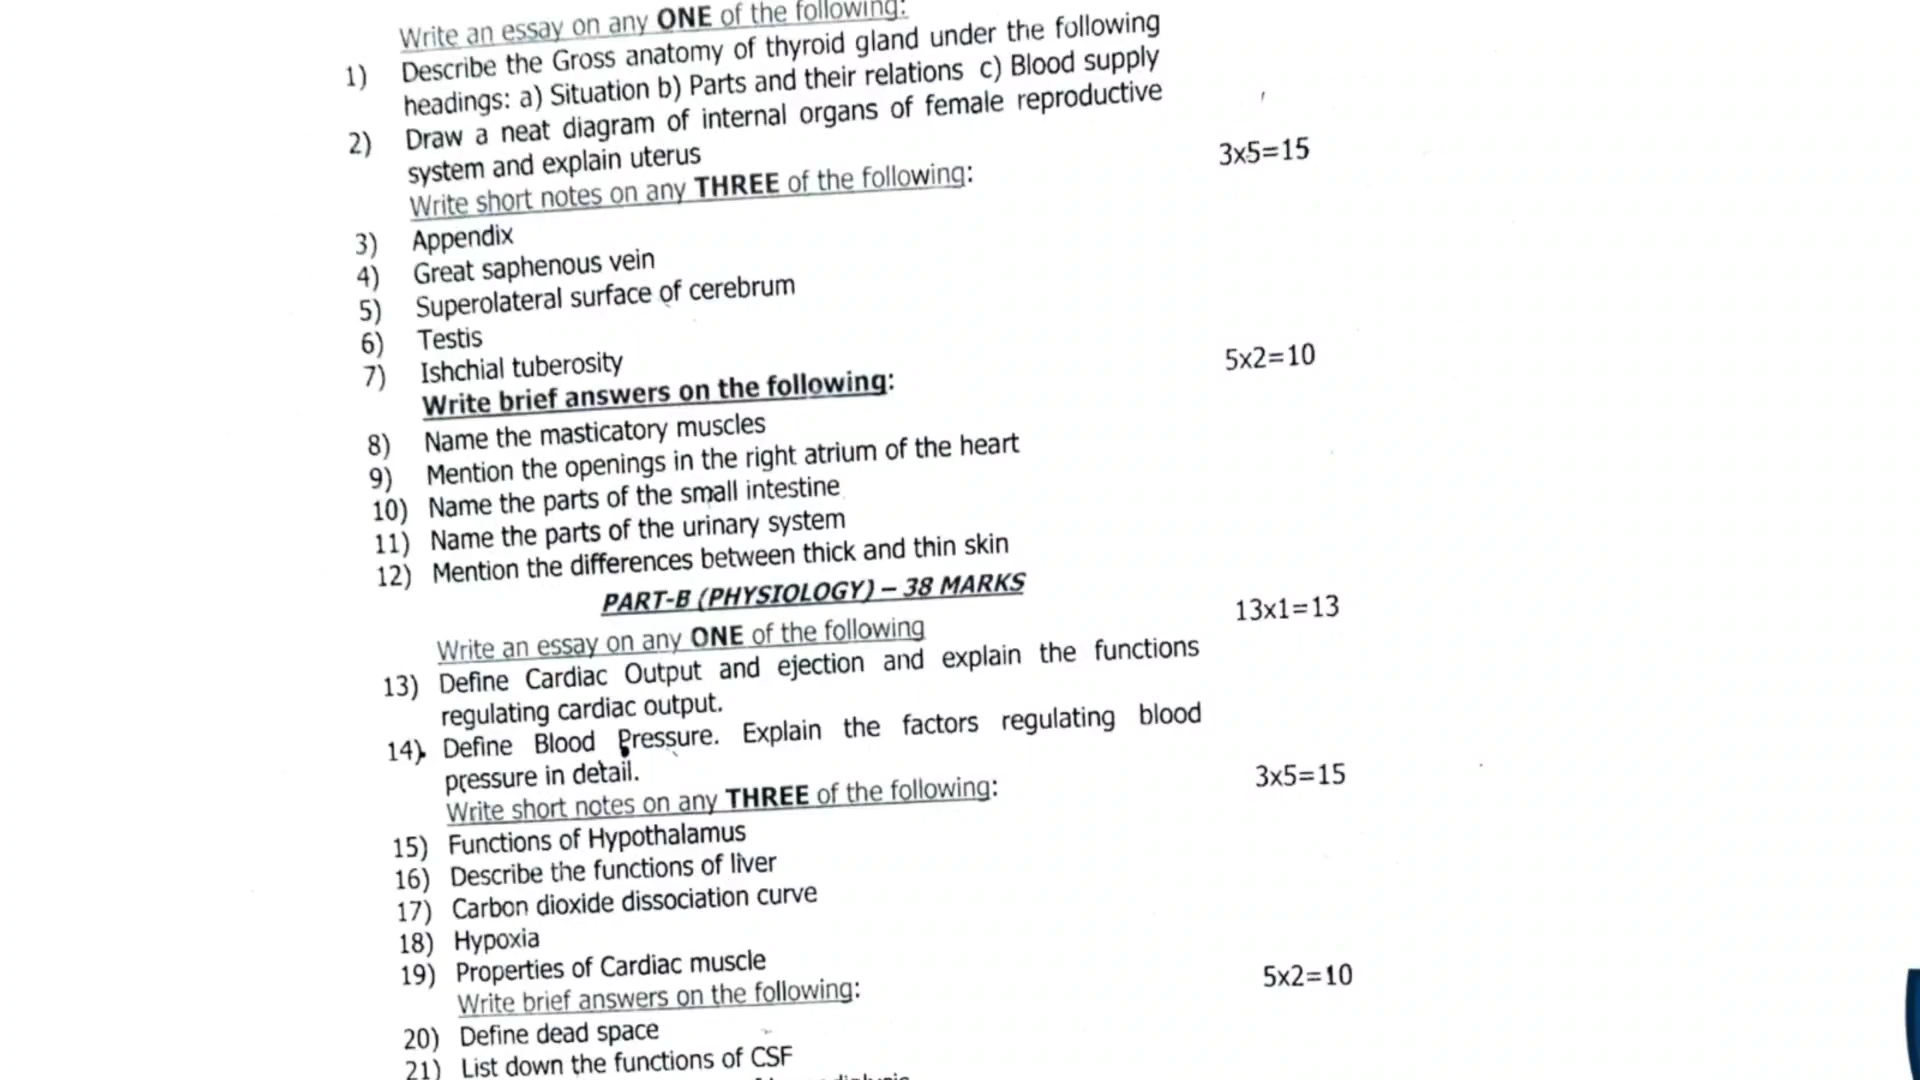 Write an essay on any ONE of the following:
1) Describe the Gross anatomy of thyroid gland under the following
headings: a) Situation b) Parts and their relations c) Blood supply
2) Draw a neat diagram of internal organs of female reproductive
system and explain uterus
Write short notes on any THREE of the following: 3x5=15
3) Appendix
4) Great saphenous vein
5) Superolateral surface of cerebrum
6) Testis
7) Ishchial tuberosity
Write brief answers on the following: 5x2=10
8) Name the masticatory muscles
9) Mention the openings in the right atrium of the heart
10) Name the parts of the small intestine
11) Name the parts of the urinary system
12) Mention the differences between thick and thin skin
PART-B (PHYSIOLOGY) – 38 MARKS
Write an essay on any ONE of the following 13x1=13
13) Define Cardiac Output and ejection and explain the functions
regulating cardiac output.
14) Define Blood Pressure. Explain the factors regulating blood
pressure in detail.
Write short notes on any THREE of the following: 3x5=15
15) Functions of Hypothalamus
16) Describe the functions of liver
17) Carbon dioxide dissociation curve
18) Hypoxia
19) Properties of Cardiac muscle
Write brief answers on the following: 5x2=10
20) Define dead space
21) List down the functions of CSF